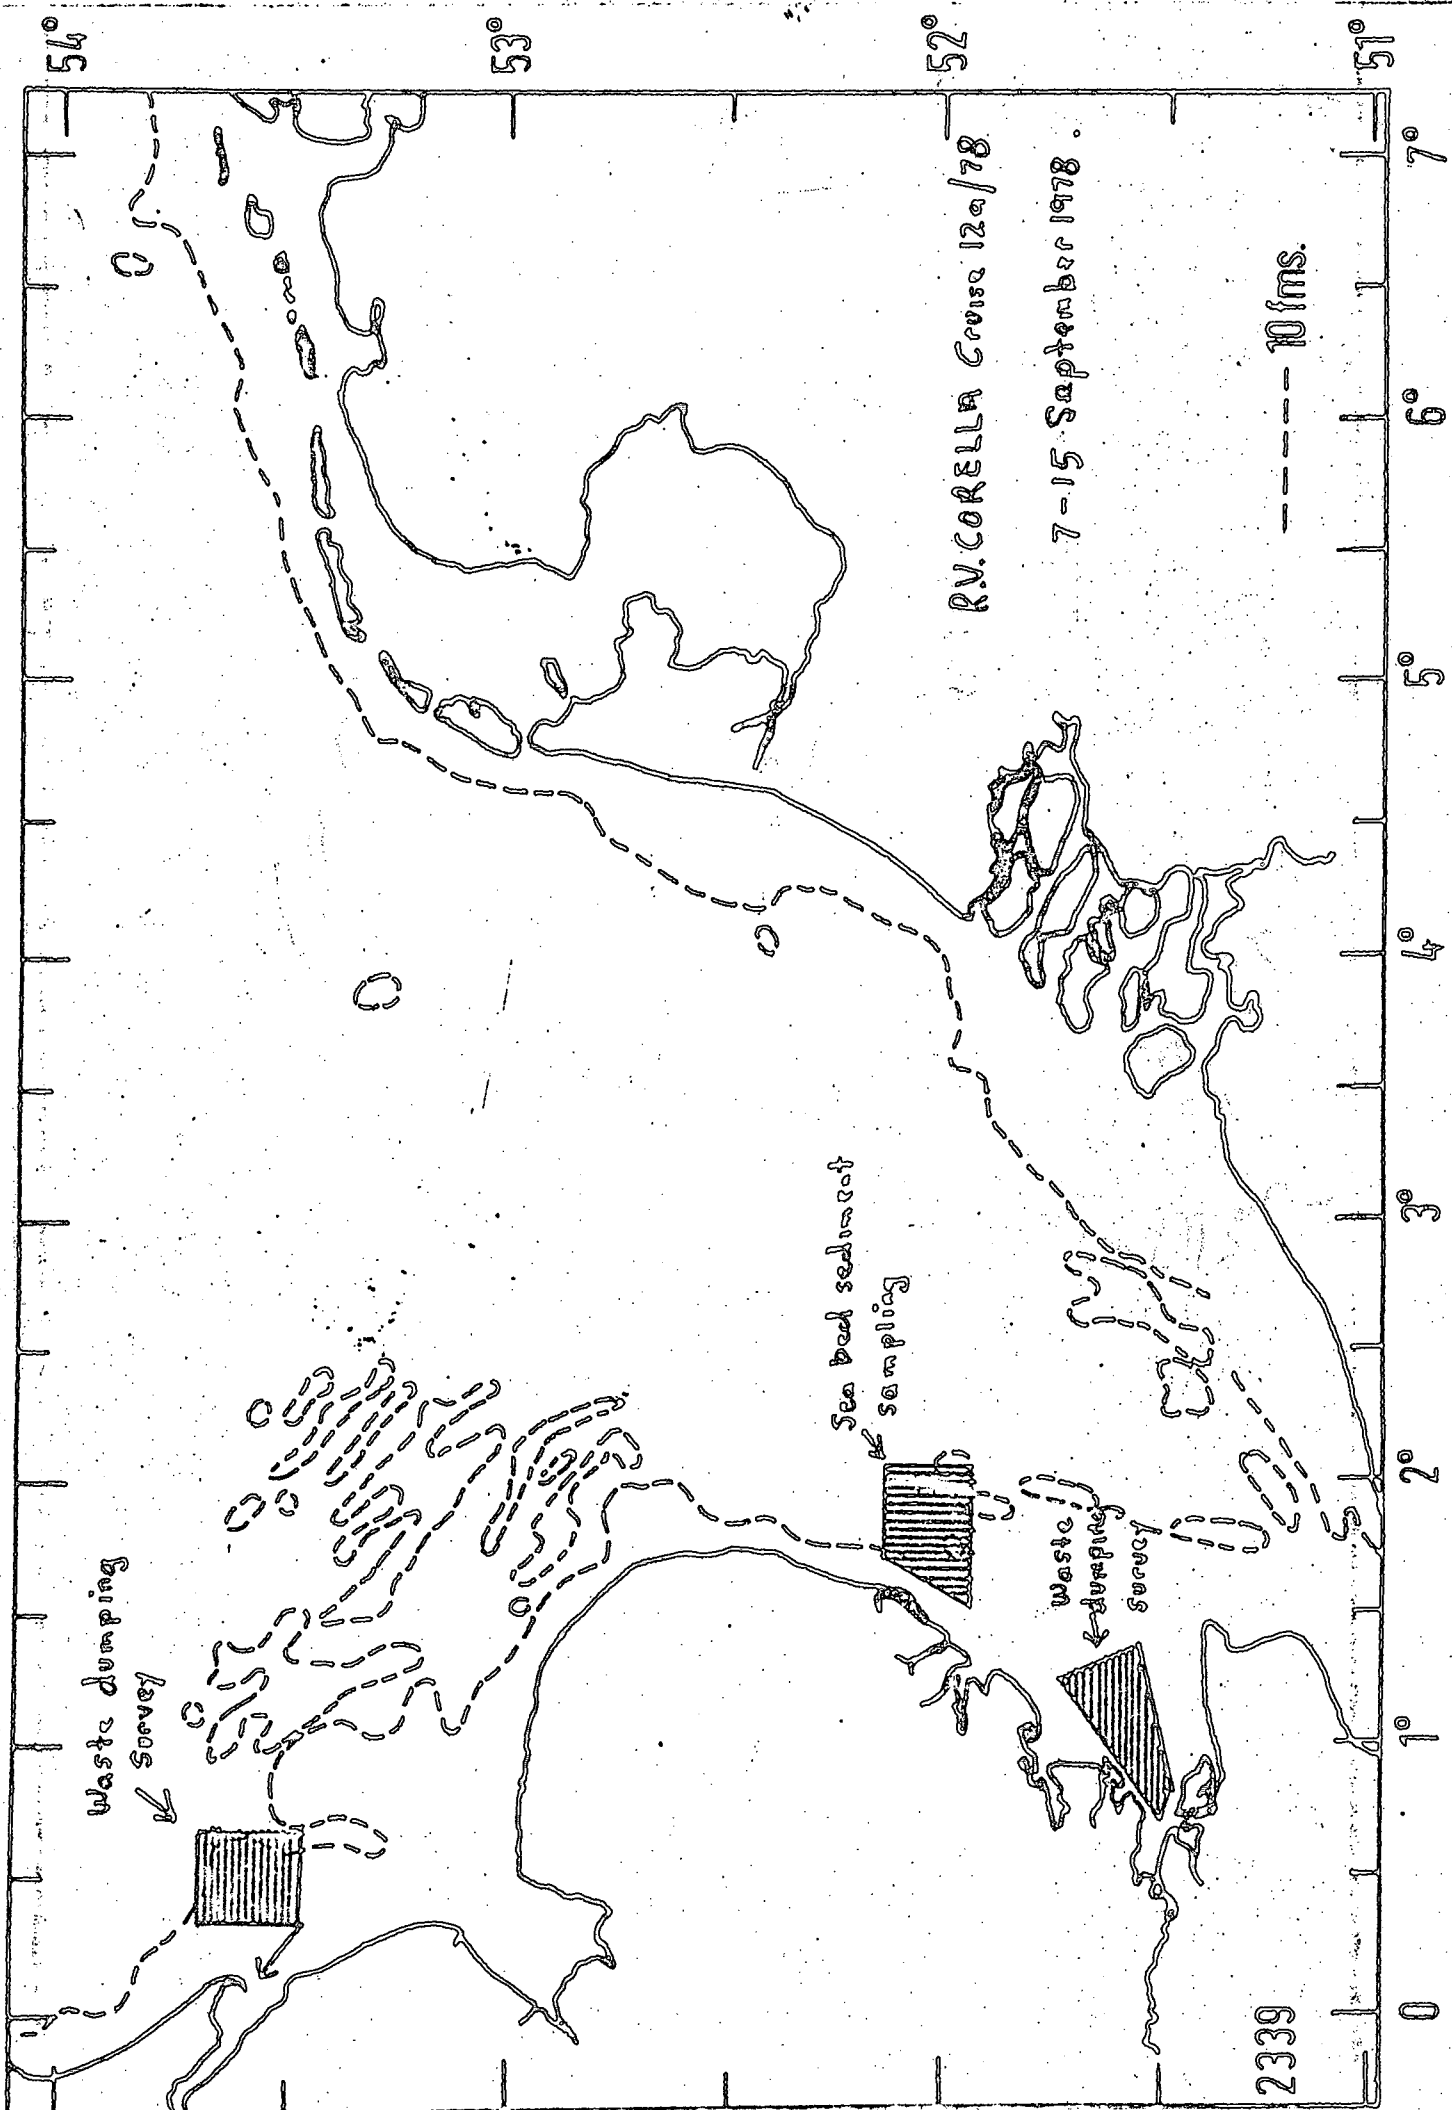 Waste dumping
Survey
Sea bed sediment
sampling
Waste
dumping
Survey
R.V. CORELLA Cruise 12a/78
7-15 September 1978.
10 fms.
2339
54°
53°
52°
51°
0
1°
2°
3°
4°
5°
6°
7°